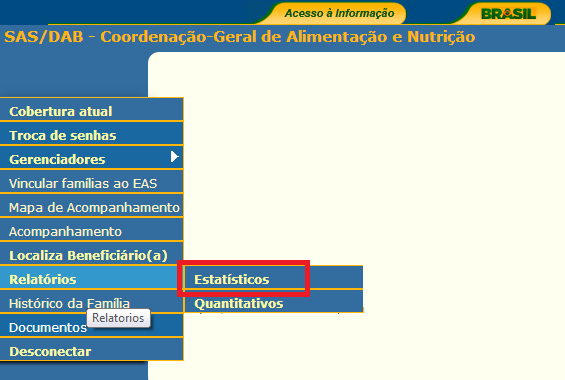 Acesso à Informação
BRASIL
SAS/DAB - Coordenação-Geral de Alimentação e Nutrição
Cobertura atual
Troca de senhas
Gerenciadores
Vincular famílias ao EAS
Mapa de Acompanhamento
Acompanhamento
Localiza Beneficiário(a)
Relatórios
Estatísticos
Histórico da Família
Quantitativos
Relatorios
Documentos
Desconectar